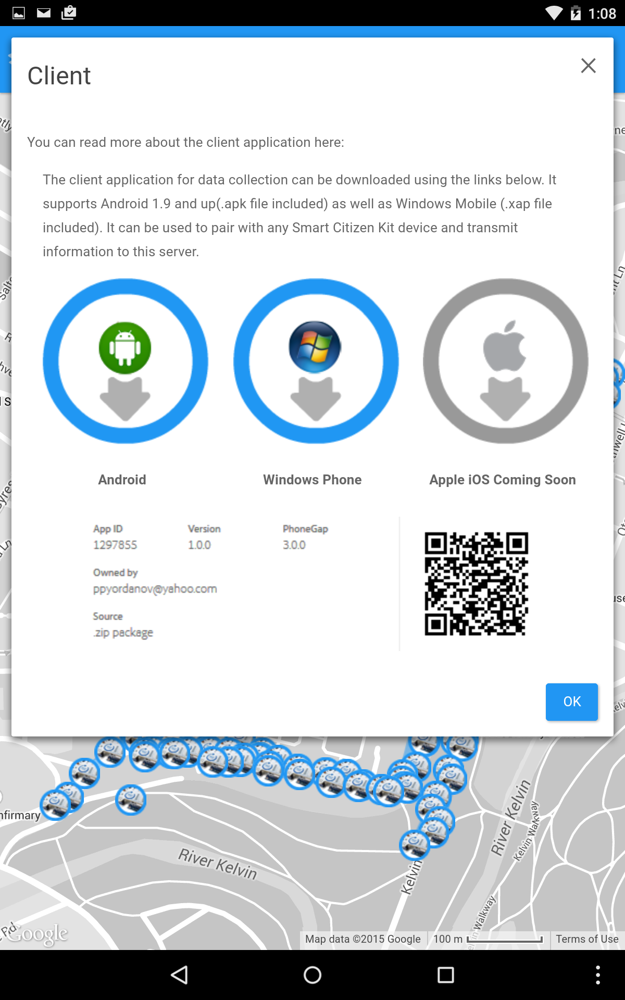 1:08
Client
You can read more about the client application here:
The client application for data collection can be downloaded using the links below. It
supports Android 1.9 and up(.apk file included) as well as Windows Mobile (.xap file
included). It can be used to pair with any Smart Citizen Kit device and transmit
information to this server.
Android
Windows Phone
Apple iOS Coming Soon
App ID
Version
PhoneGap
1297855
1.0.0
3.0.0
Owned by
ppyordanov@yahoo.com
Source
.zip package
OK
River Kelvin
Kelvin Walkway
River Kelvin
Kelvin
Walkway
Rd
Google
Map data ©2015 Google
100 m
Terms of Use